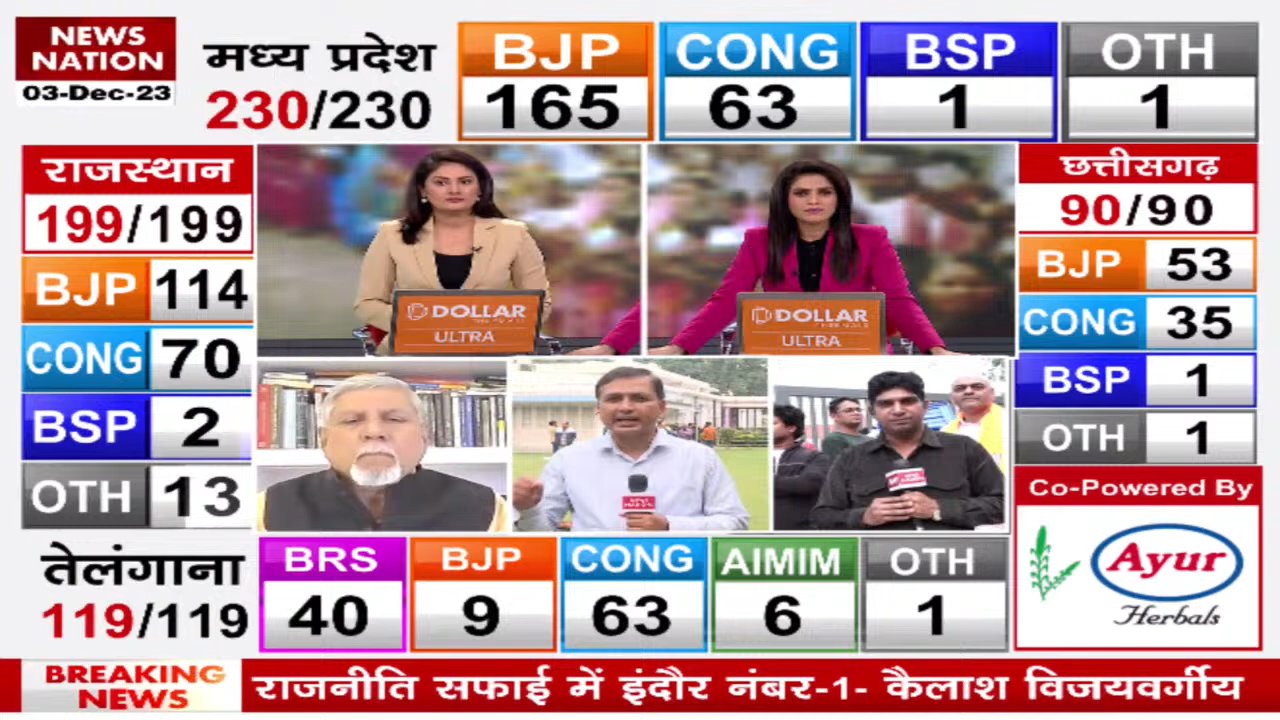 NEWS
NATION
03-Dec-23
मध्य प्रदेश
230/230
BJP
165
CONG
63
BSP
1
OTH
1
राजस्थान
199/199
BJP 114
CONG 70
BSP 2
OTH 13
छत्तीसगढ़
90/90
BJP 53
CONG 35
BSP 1
OTH 1
DOLLAR
ULTRA
DOLLAR
ULTRA
Co-Powered By
Ayur
Herbals
तेलंगाना
119/119
BRS
40
BJP
9
CONG
63
AIMIM
6
OTH
1
BREAKING
NEWS
राजनीति सफाई में इंदौर नंबर-1- कैलाश विजयवर्गीय